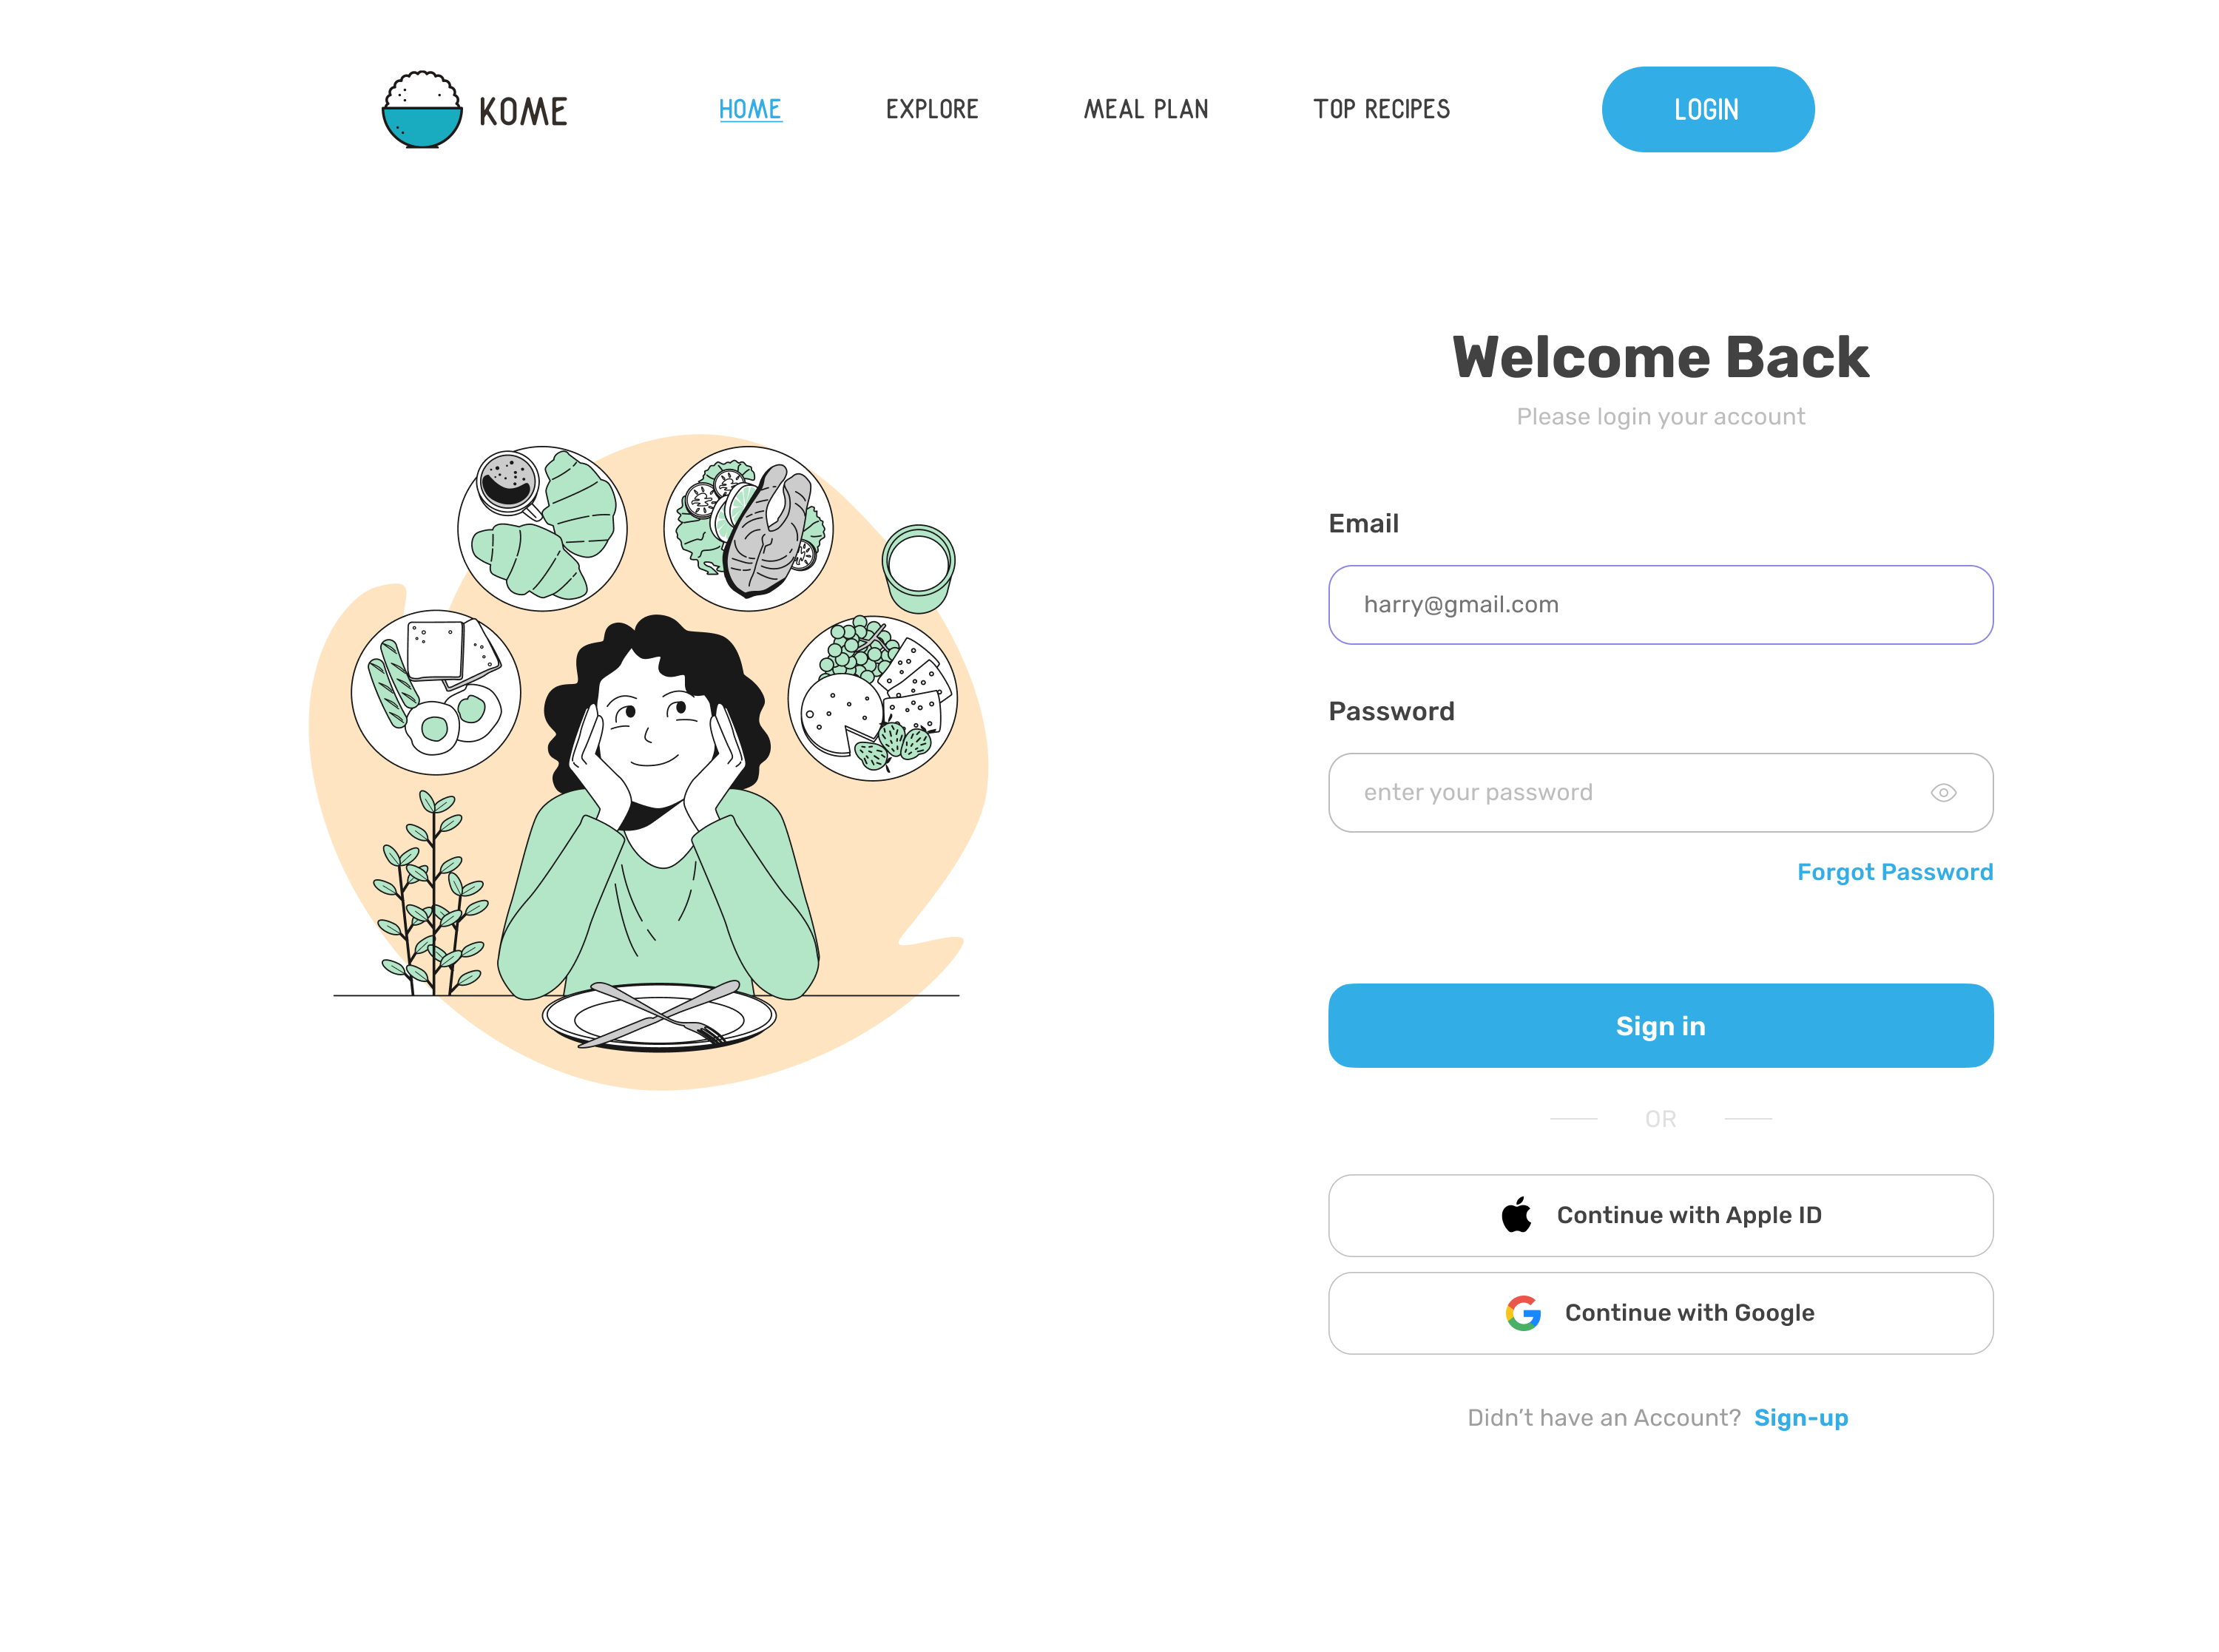 KOME
HOME
EXPLORE
MEAL PLAN
TOP RECIPES
LOGIN
Welcome Back
Please login your account
Email
harry@gmail.com
Password
enter your password
Forgot Password
Sign in
OR
Continue with Apple ID
Continue with Google
Didn’t have an Account? Sign-up